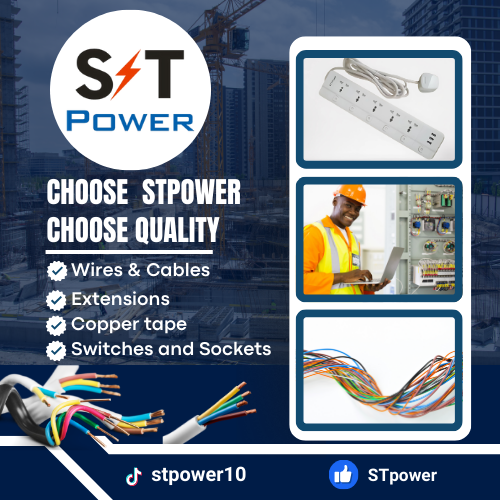 S T
POWER
CHOOSE STPOWER
CHOOSE QUALITY
Wires & Cables
Extensions
Copper tape
Switches and Sockets
stpower10
STpower